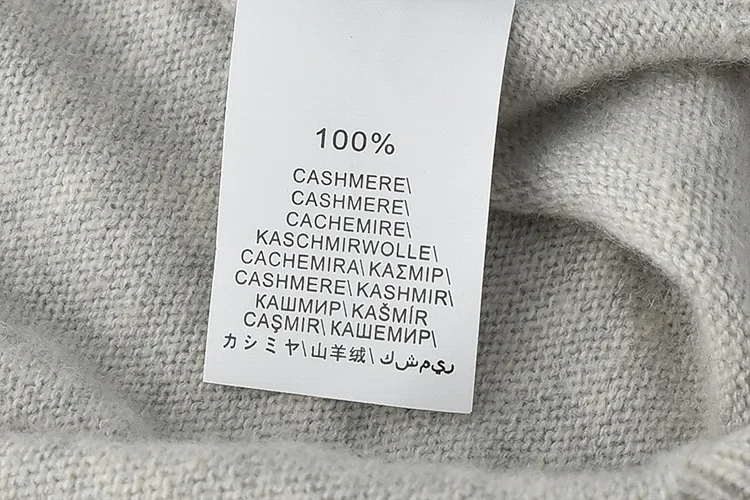 100%
CASHMERE\
CASHMERE\
CACHEMIRE\
KASCHMIRWOLLE\
CACHEMIRA\ ΚΑΣΜΙΡ\
CASHMERE\ KASHMIR\
КАШМИР\ KAŠMÍR
CAŞMIR\ КАШЕМИР\
カシミヤ\山羊绒\ ريمشك